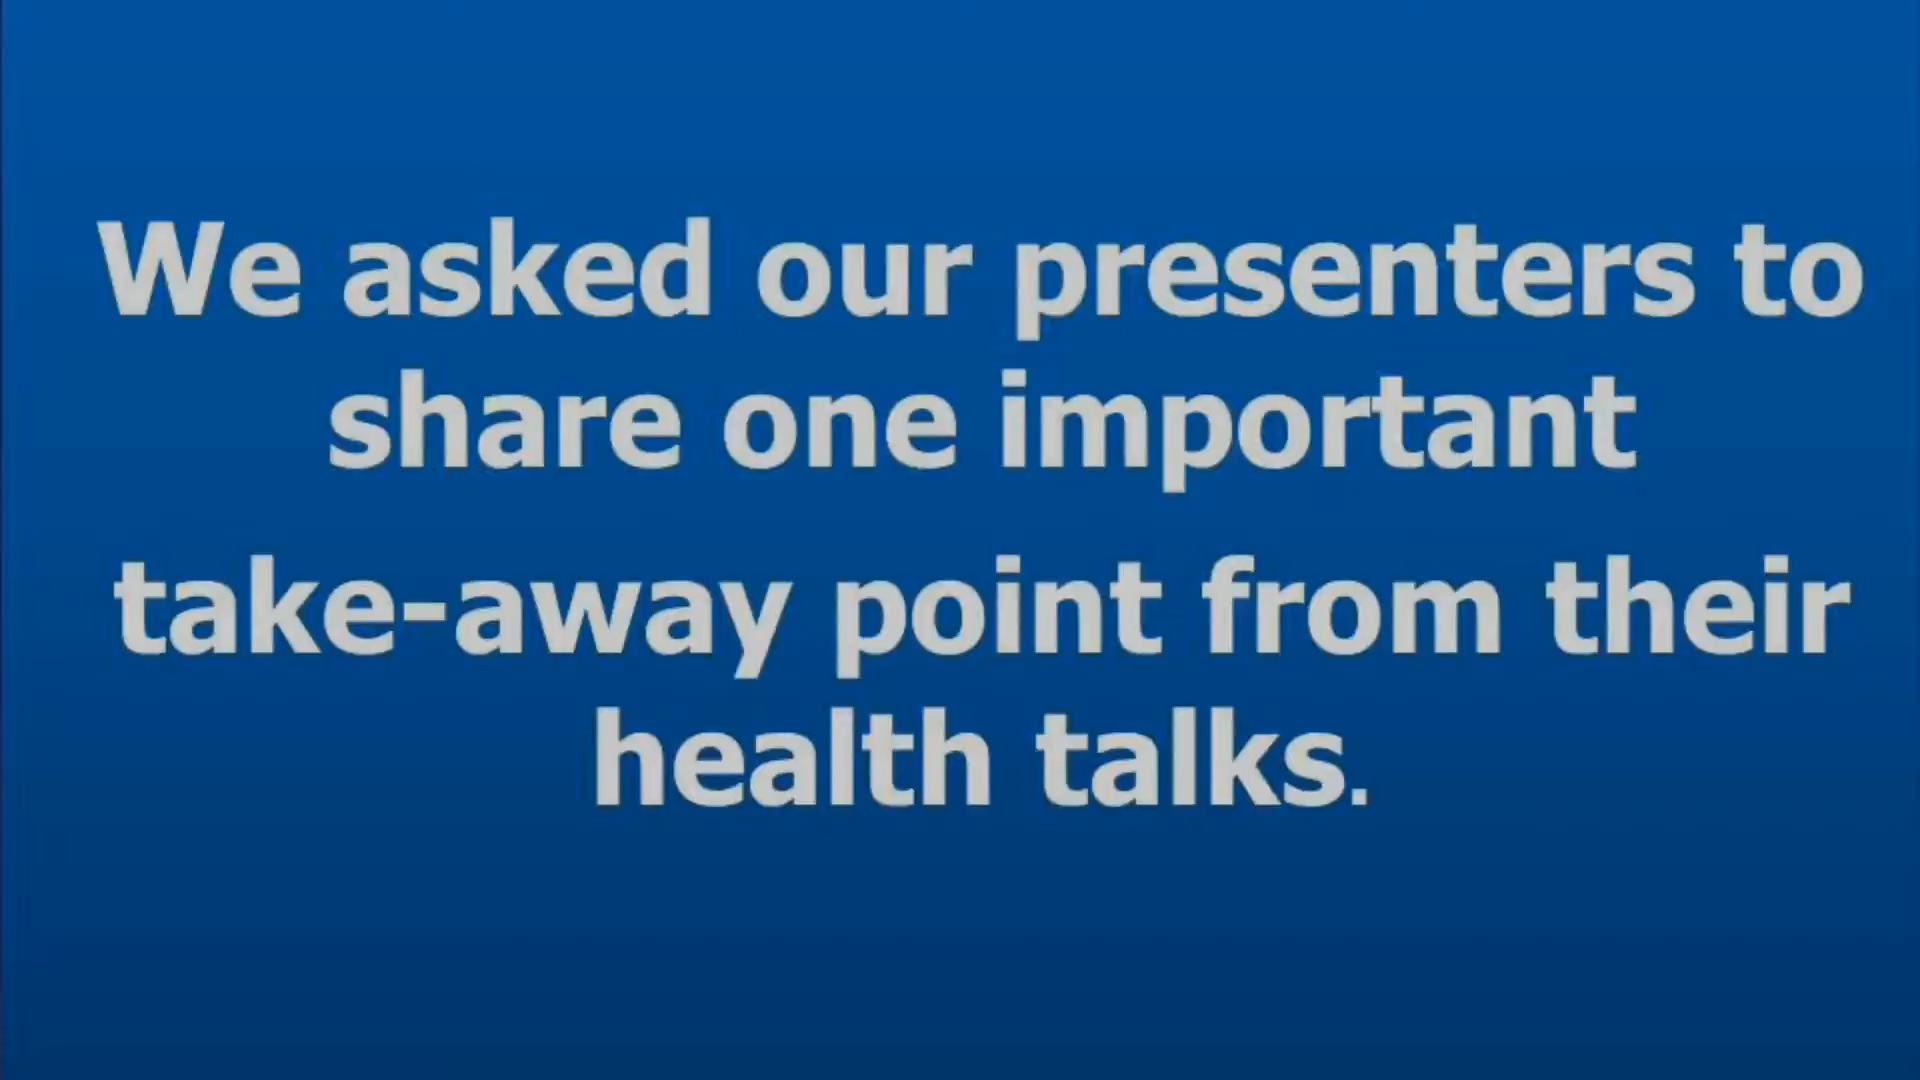 We asked our presenters to
share one important
take-away point from their
health talks.